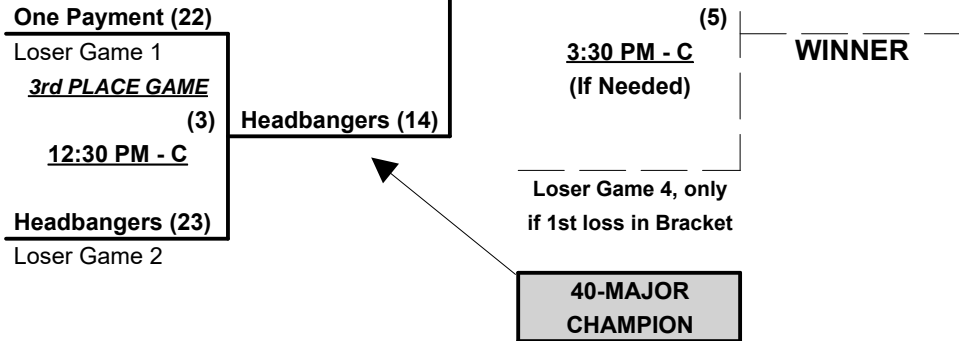 One Payment (22)
Loser Game 1
3rd PLACE GAME
(3)
12:30 PM - C
Headbangers (23)
Loser Game 2
Headbangers (14)
(5)
3:30 PM - C
(If Needed)
WINNER
Loser Game 4, only
if 1st loss in Bracket
40-MAJOR
CHAMPION